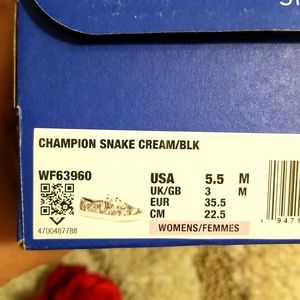 CHAMPION SNAKE CREAM/BLK
WF63960
4700487788
USA 5.5 M
UK/GB 3 M
EUR 35.5
CM 22.5
WOMENS/FEMMES